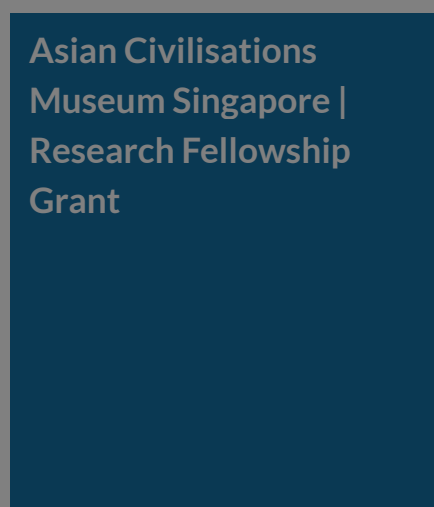 Asian Civilisations
Museum Singapore |
Research Fellowship
Grant